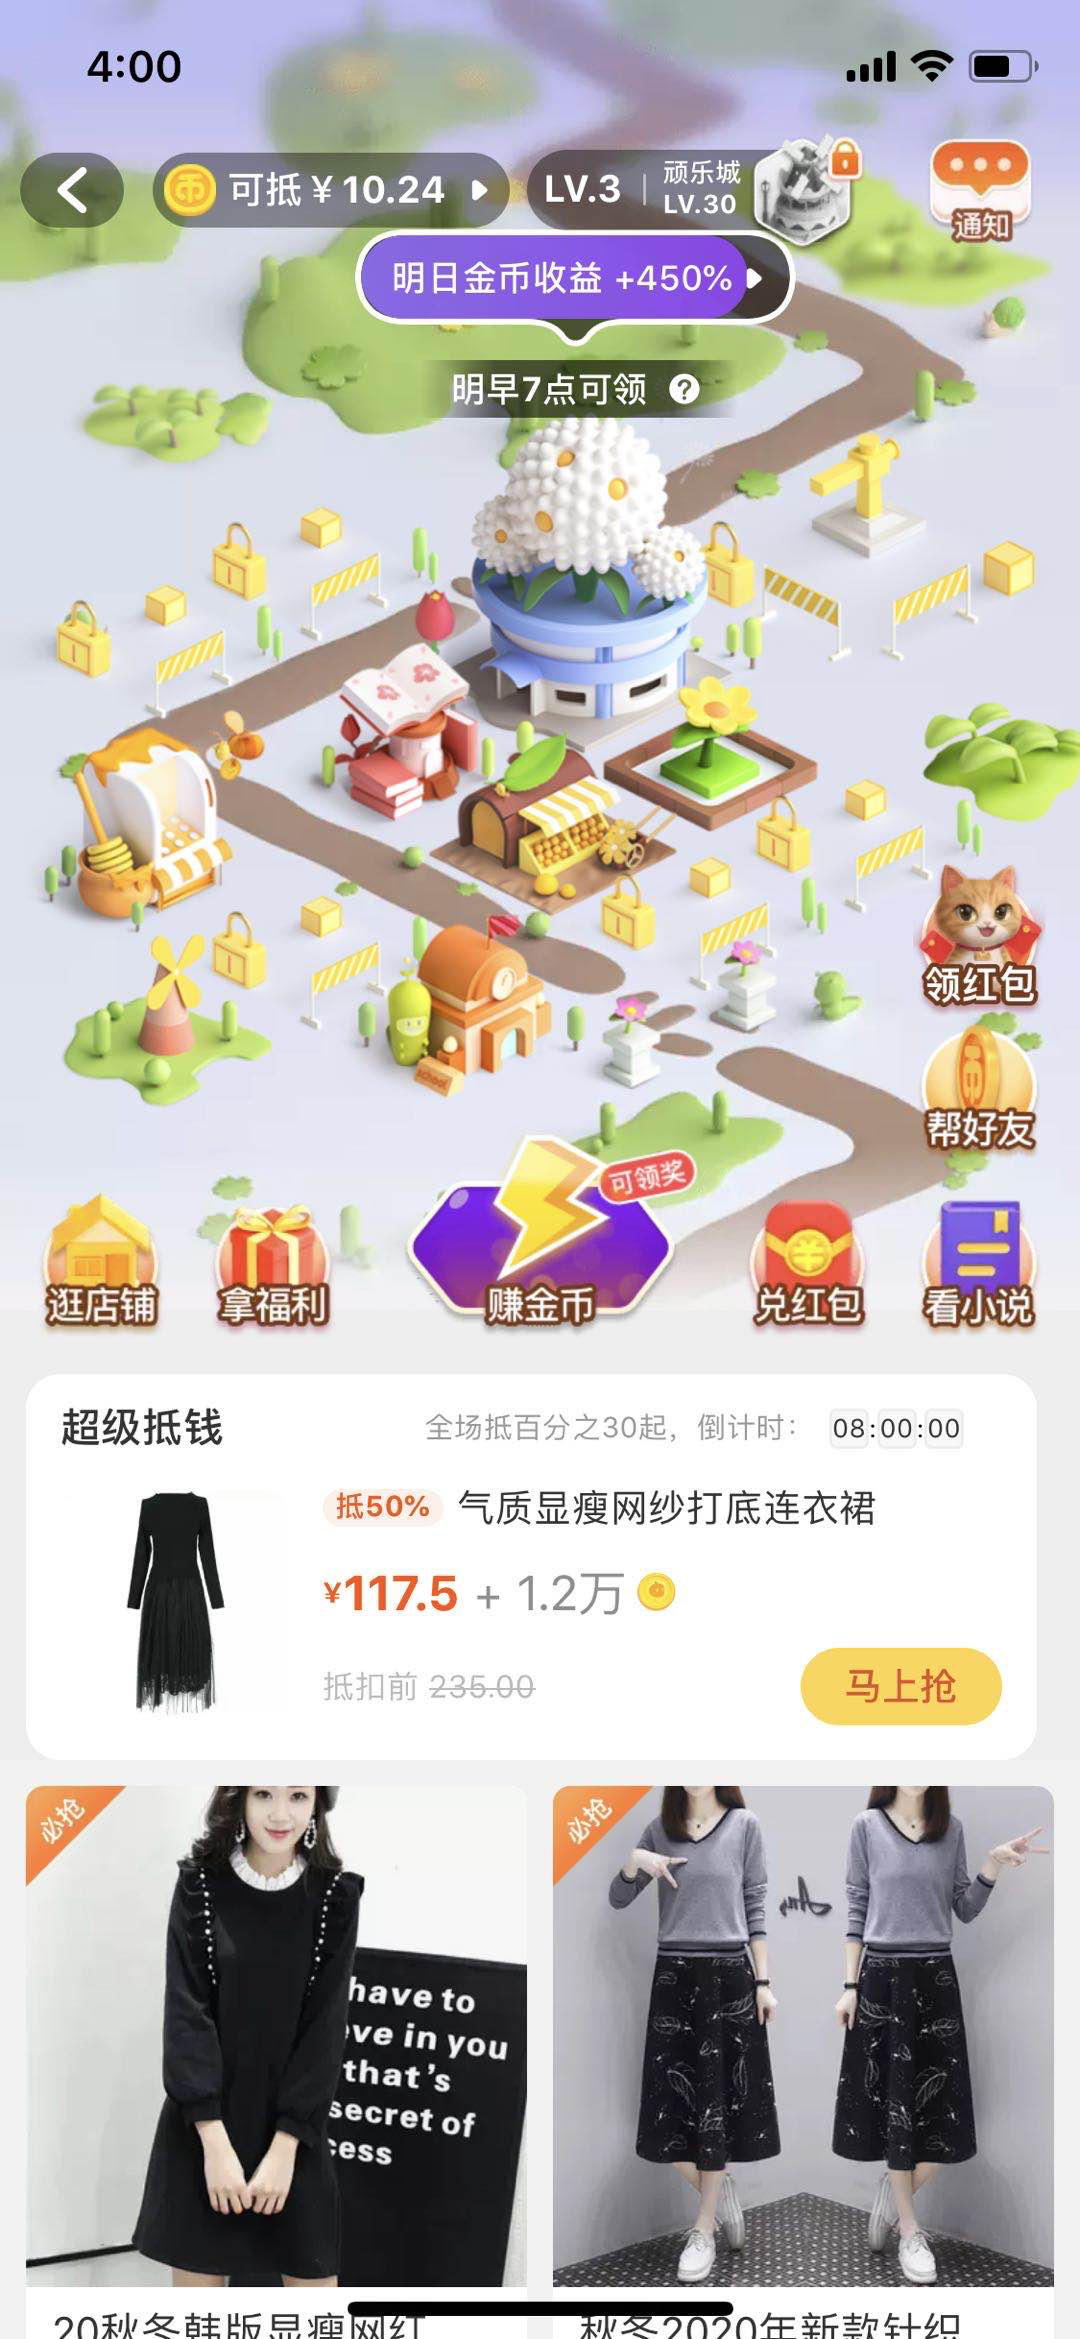 4:00
可抵¥10.24
LV.3
顽乐城
LV.30
通知
明日金币收益 +450%
明早7点可领 ?
领红包
帮好友
可领奖
逛店铺
拿福利
赚金币
兑红包
看小说
超级抵钱
全场抵百分之30起，倒计时：
08:00:00
抵50%
气质显瘦网纱打底连衣裙
¥117.5 + 1.2万
抵扣前 235.00
马上抢
必抢
have to
ve in you
that's
secret of
cess
必抢
20秋冬韩版显瘦网红
秋冬2020年新款针织